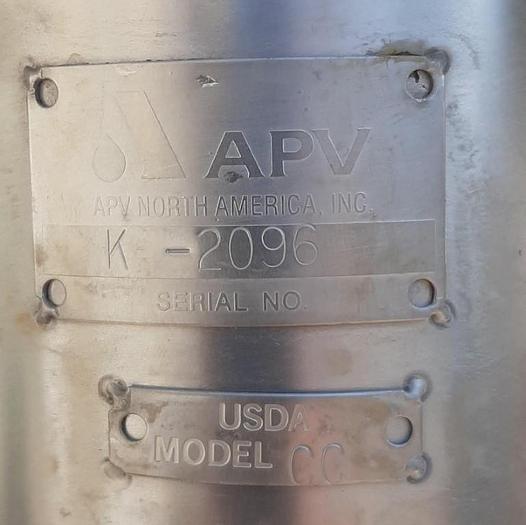 APV
APV NORTH AMERICA, INC.
K -2096
SERIAL NO.
USDA
MODEL CC